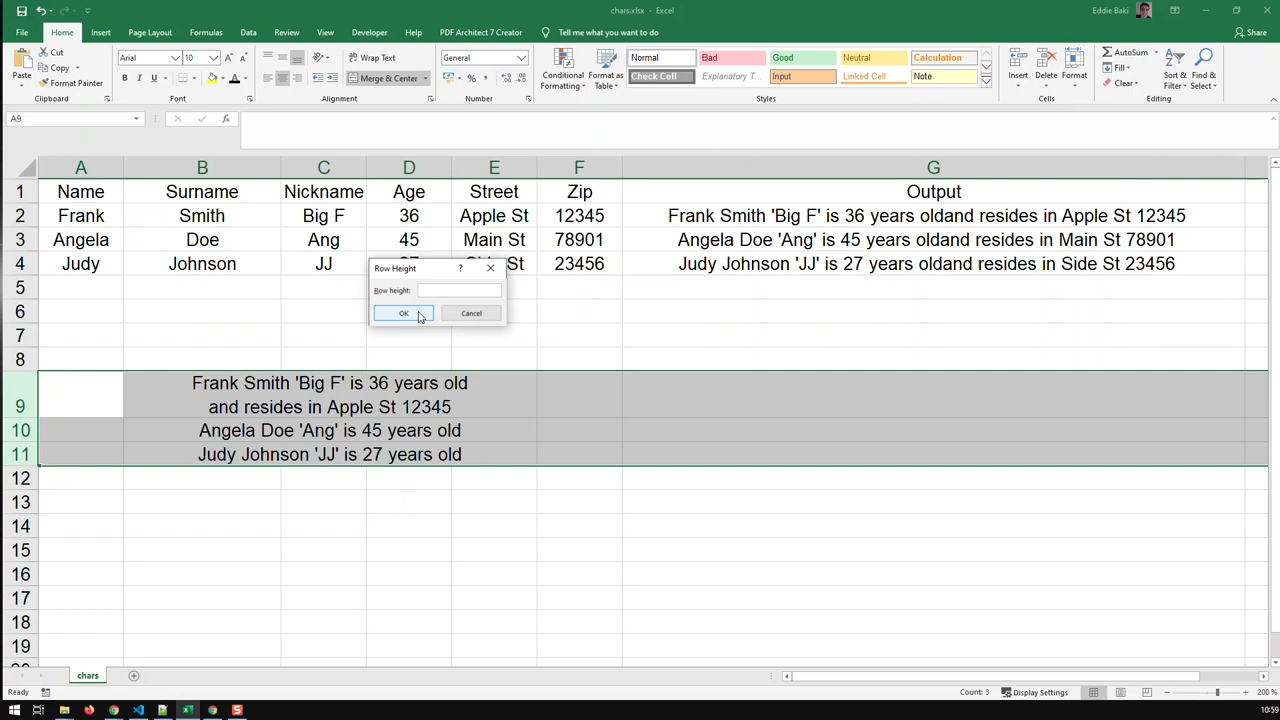 chars.xlsx - Excel
Eddie Baki
File Home Insert Page Layout Formulas Data Review View Developer Help PDF Architect 7 Creator Tell me what you want to do Share
Paste
Cut
Copy
Format Painter
Clipboard
Arial 10
B I U
Font
Wrap Text
Merge & Center
Alignment
General
Number
Conditional Formatting
Format as Table
Normal Bad Good Neutral Calculation
Check Cell Explanatory T... Input Linked Cell Note
Styles
Insert Delete Format
Cells
AutoSum
Fill
Clear
Sort & Filter
Find & Select
Editing
A9
fx
A B C D E F G
1 Name Surname Nickname Age Street Zip Output
2 Frank Smith Big F 36 Apple St 12345 Frank Smith 'Big F' is 36 years oldand resides in Apple St 12345
3 Angela Doe Ang 45 Main St 78901 Angela Doe 'Ang' is 45 years oldand resides in Main St 78901
4 Judy Johnson JJ St 23456 Judy Johnson 'JJ' is 27 years oldand resides in Side St 23456
Row Height ?
Row height:
OK Cancel
5
6
7
8
9 Frank Smith 'Big F' is 36 years old
and resides in Apple St 12345
10 Angela Doe 'Ang' is 45 years old
11 Judy Johnson 'JJ' is 27 years old
12
13
14
15
16
17
18
19
chars
Ready
Count: 3
Display Settings
200 %
10:59